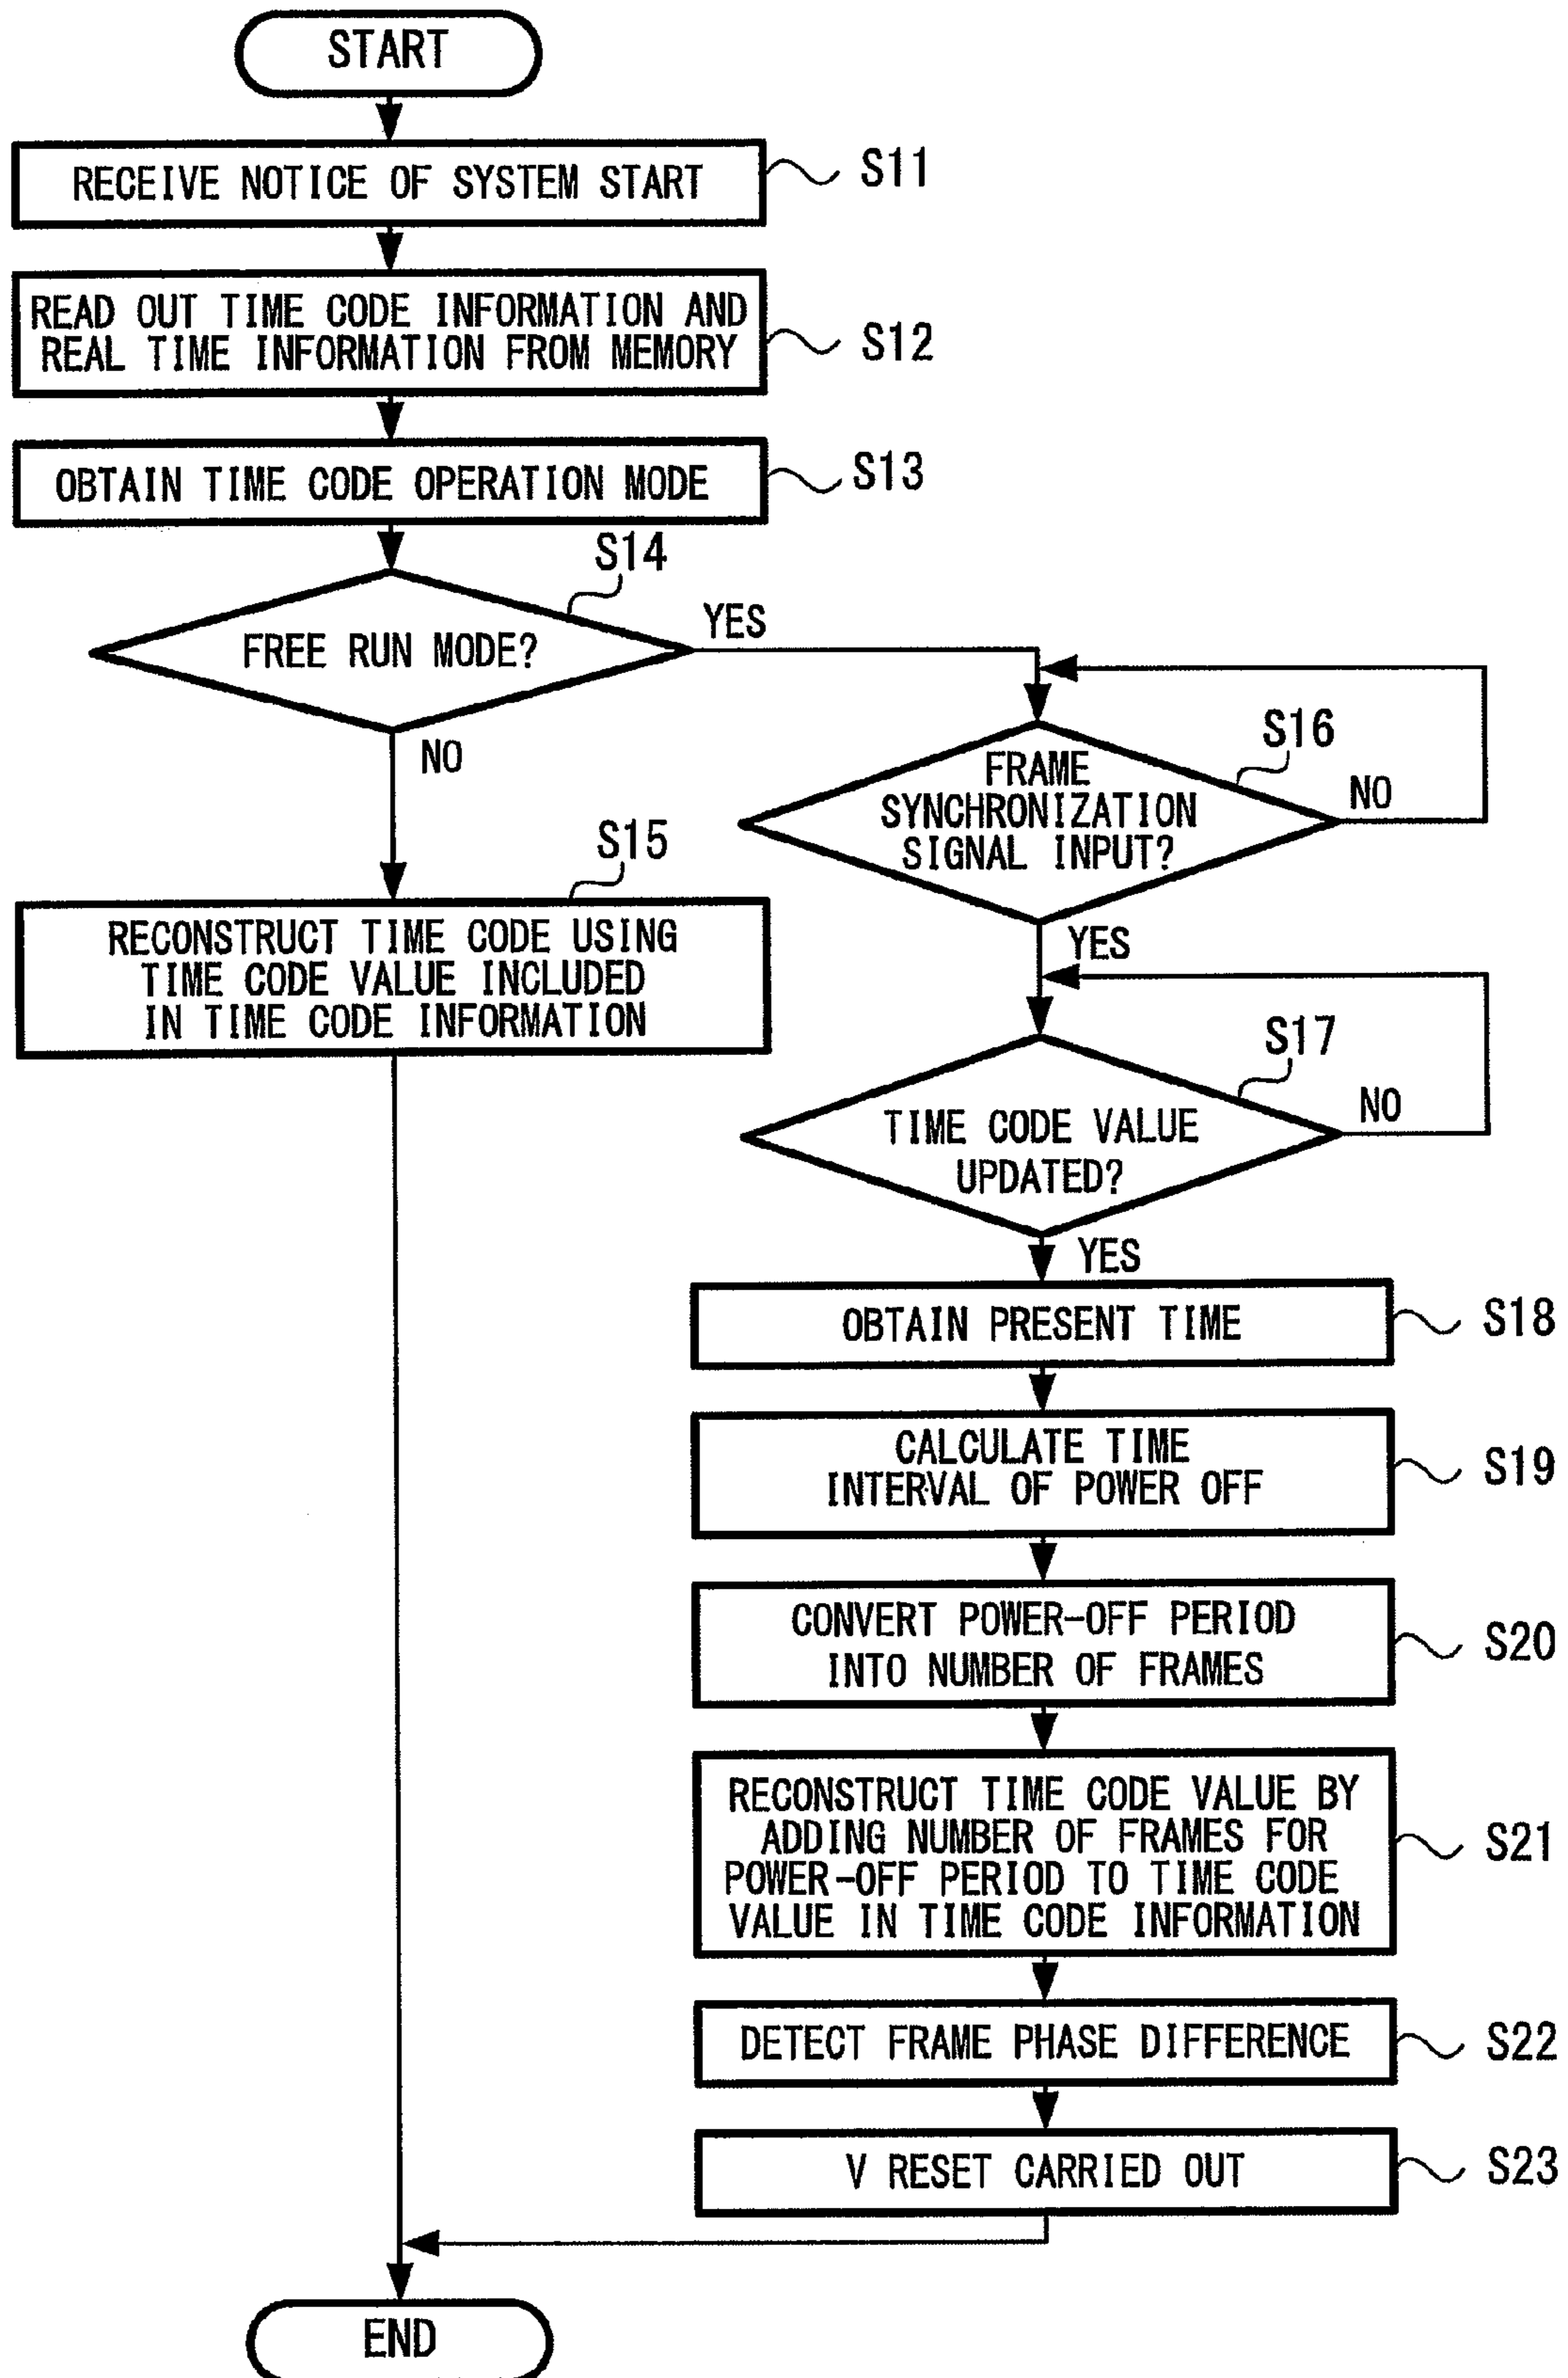 START
RECEIVE NOTICE OF SYSTEM START
S11
READ OUT TIME CODE INFORMATION AND
REAL TIME INFORMATION FROM MEMORY
S12
OBTAIN TIME CODE OPERATION MODE
S13
S14
FREE RUN MODE?
YES
NO
S15
RECONSTRUCT TIME CODE USING
TIME CODE VALUE INCLUDED
IN TIME CODE INFORMATION
S16
FRAME
SYNCHRONIZATION
SIGNAL INPUT?
NO
YES
S17
TIME CODE VALUE
UPDATED?
NO
YES
OBTAIN PRESENT TIME
S18
CALCULATE TIME
INTERVAL OF POWER OFF
S19
CONVERT POWER-OFF PERIOD
INTO NUMBER OF FRAMES
S20
RECONSTRUCT TIME CODE VALUE BY
ADDING NUMBER OF FRAMES FOR
POWER-OFF PERIOD TO TIME CODE
VALUE IN TIME CODE INFORMATION
S21
DETECT FRAME PHASE DIFFERENCE
S22
V RESET CARRIED OUT
S23
END